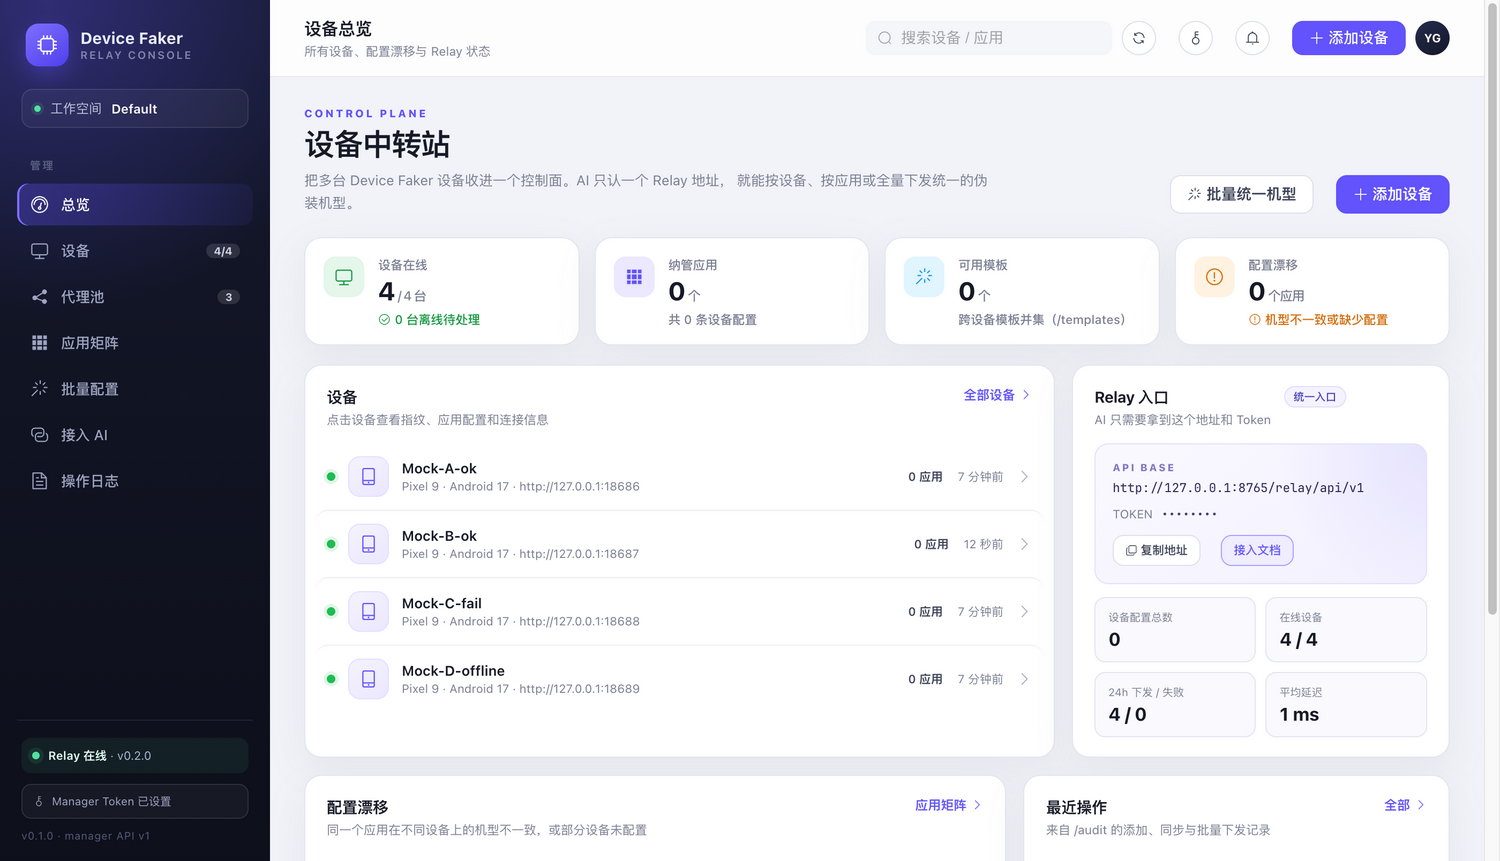 Device Faker
RELAY CONSOLE
工作空间 Default
管理
总览
设备 4/4
代理池 3
应用矩阵
批量配置
接入 AI
操作日志
Relay 在线 · v0.2.0
Manager Token 已设置
v0.1.0 · manager API v1
设备总览
所有设备、配置漂移与 Relay 状态
搜索设备 / 应用
添加设备
YG
CONTROL PLANE
设备中转站
把多台 Device Faker 设备收进一个控制面。AI 只认一个 Relay 地址， 就能按设备、按应用或全量下发统一的伪
装机型。
批量统一机型
添加设备
设备在线
4 / 4 台
0 台离线待处理
纳管应用
0 个
共 0 条设备配置
可用模板
0 个
跨设备模板并集（/templates）
配置漂移
0 个应用
机型不一致或缺少配置
设备
全部设备
点击设备查看指纹、应用配置和连接信息
Mock-A-ok
Pixel 9 · Android 17 · http://127.0.0.1:18686
0 应用 7 分钟前
Mock-B-ok
Pixel 9 · Android 17 · http://127.0.0.1:18687
0 应用 12 秒前
Mock-C-fail
Pixel 9 · Android 17 · http://127.0.0.1:18688
0 应用 7 分钟前
Mock-D-offline
Pixel 9 · Android 17 · http://127.0.0.1:18689
0 应用 7 分钟前
Relay 入口
统一入口
AI 只需要拿到这个地址和 Token
API BASE
http://127.0.0.1:8765/relay/api/v1
TOKEN ••••••••
复制地址
接入文档
设备配置总数
0
在线设备
4 / 4
24h 下发 / 失败
4 / 0
平均延迟
1 ms
配置漂移
应用矩阵
同一个应用在不同设备上的机型不一致，或部分设备未配置
最近操作
全部
来自 /audit 的添加、同步与批量下发记录